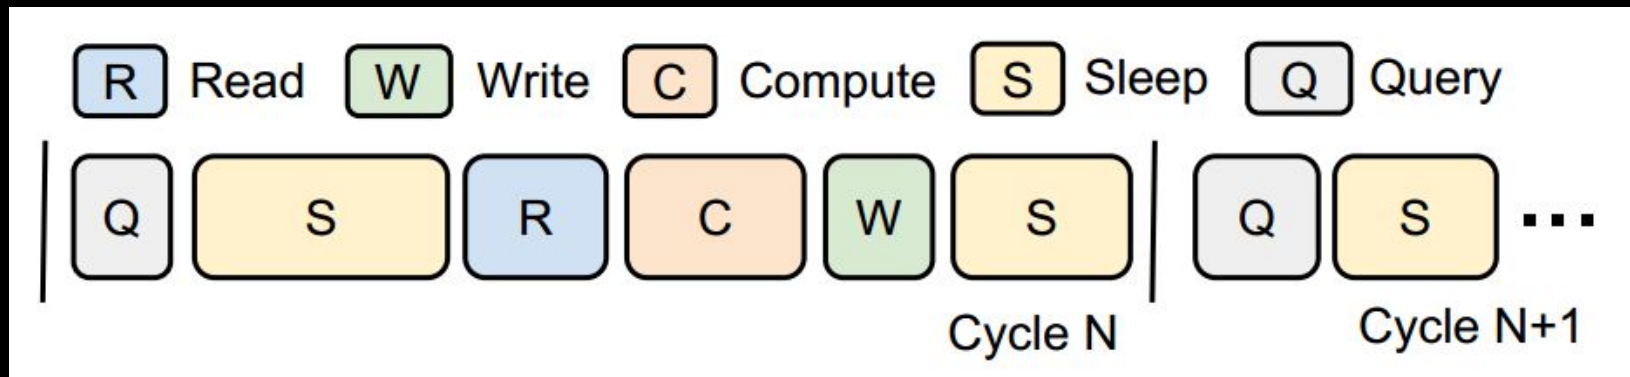 R Read W Write C Compute S Sleep Q Query
Q S R C W S Q S ...
Cycle N Cycle N+1